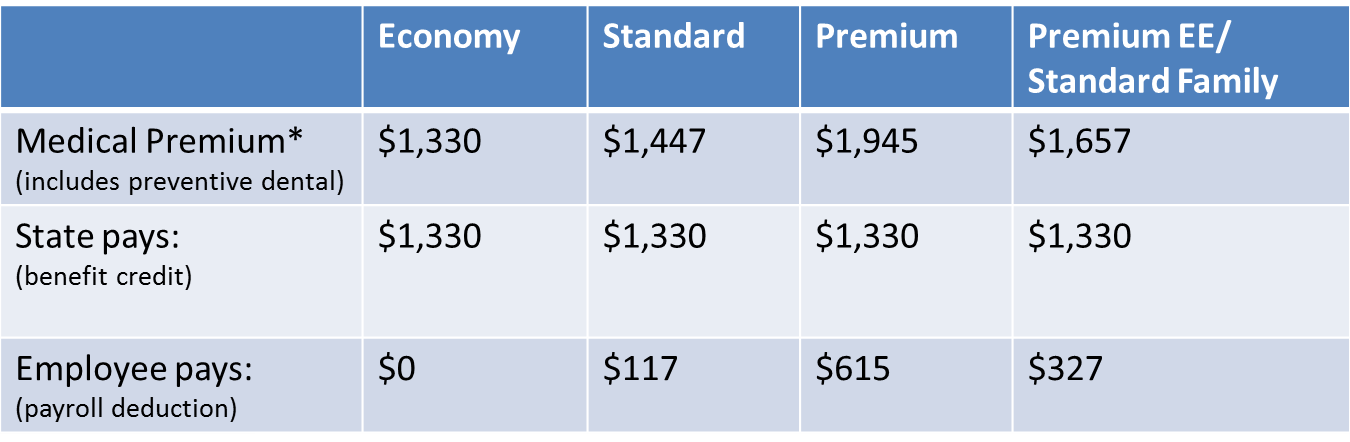 Economy Standard Premium Premium EE/
Standard Family
Medical Premium* $1,330 $1,447 $1,945 $1,657
(includes preventive dental)
State pays: $1,330 $1,330 $1,330 $1,330
(benefit credit)
Employee pays: $0 $117 $615 $327
(payroll deduction)